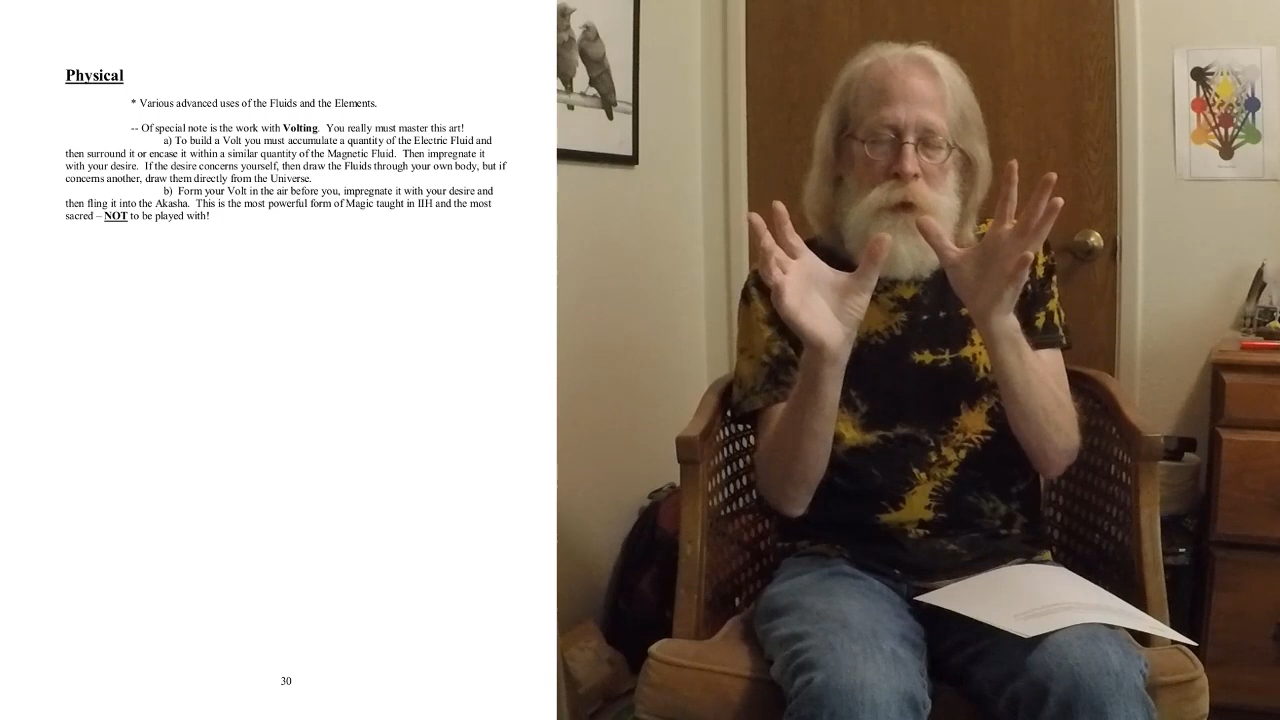 Physical
* Various advanced uses of the Fluids and the Elements.
-- Of special note is the work with Volting. You really must master this art!
a) To build a Volt you must accumulate a quantity of the Electric Fluid and
then surround it or encase it within a similar quantity of the Magnetic Fluid. Then impregnate it
with your desire. If the desire concerns yourself, then draw the Fluids through your own body, but if
concerns another, draw them directly from the Universe.
b) Form your Volt in the air before you, impregnate it with your desire and
then fling it into the Akasha. This is the most powerful form of Magic taught in IIH and the most
sacred – NOT to be played with!
30